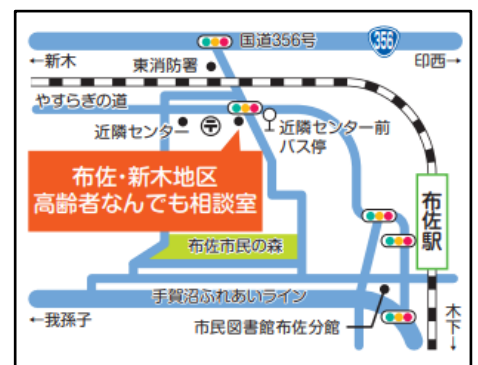 国道356号
356
←新木
印西→
東消防署
やすらぎの道
近隣センター
〒
近隣センター前
バス停
布佐・新木地区
高齢者なんでも相談室
布佐駅
布佐市民の森
手賀沼ふれあいライン
←我孫子
市民図書館布佐分館
木下→